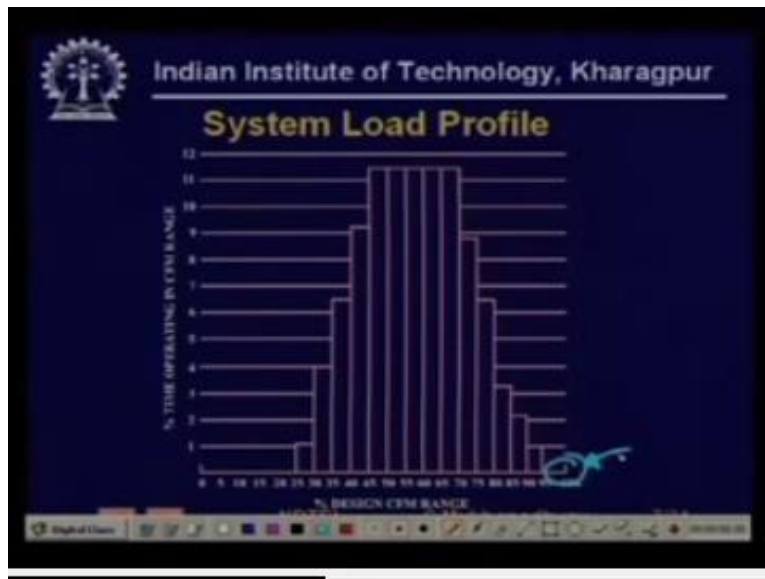 Indian Institute of Technology, Kharagpur
System Load Profile
12
11
10
9
8
7
6
5
4
3
2
1
% TIME OPERATING IN CFM RANGE
0 5 10 15 20 25 30 35 40 45 50 55 60 65 70 75 80 85 90
% DESIGN CFM RANGE